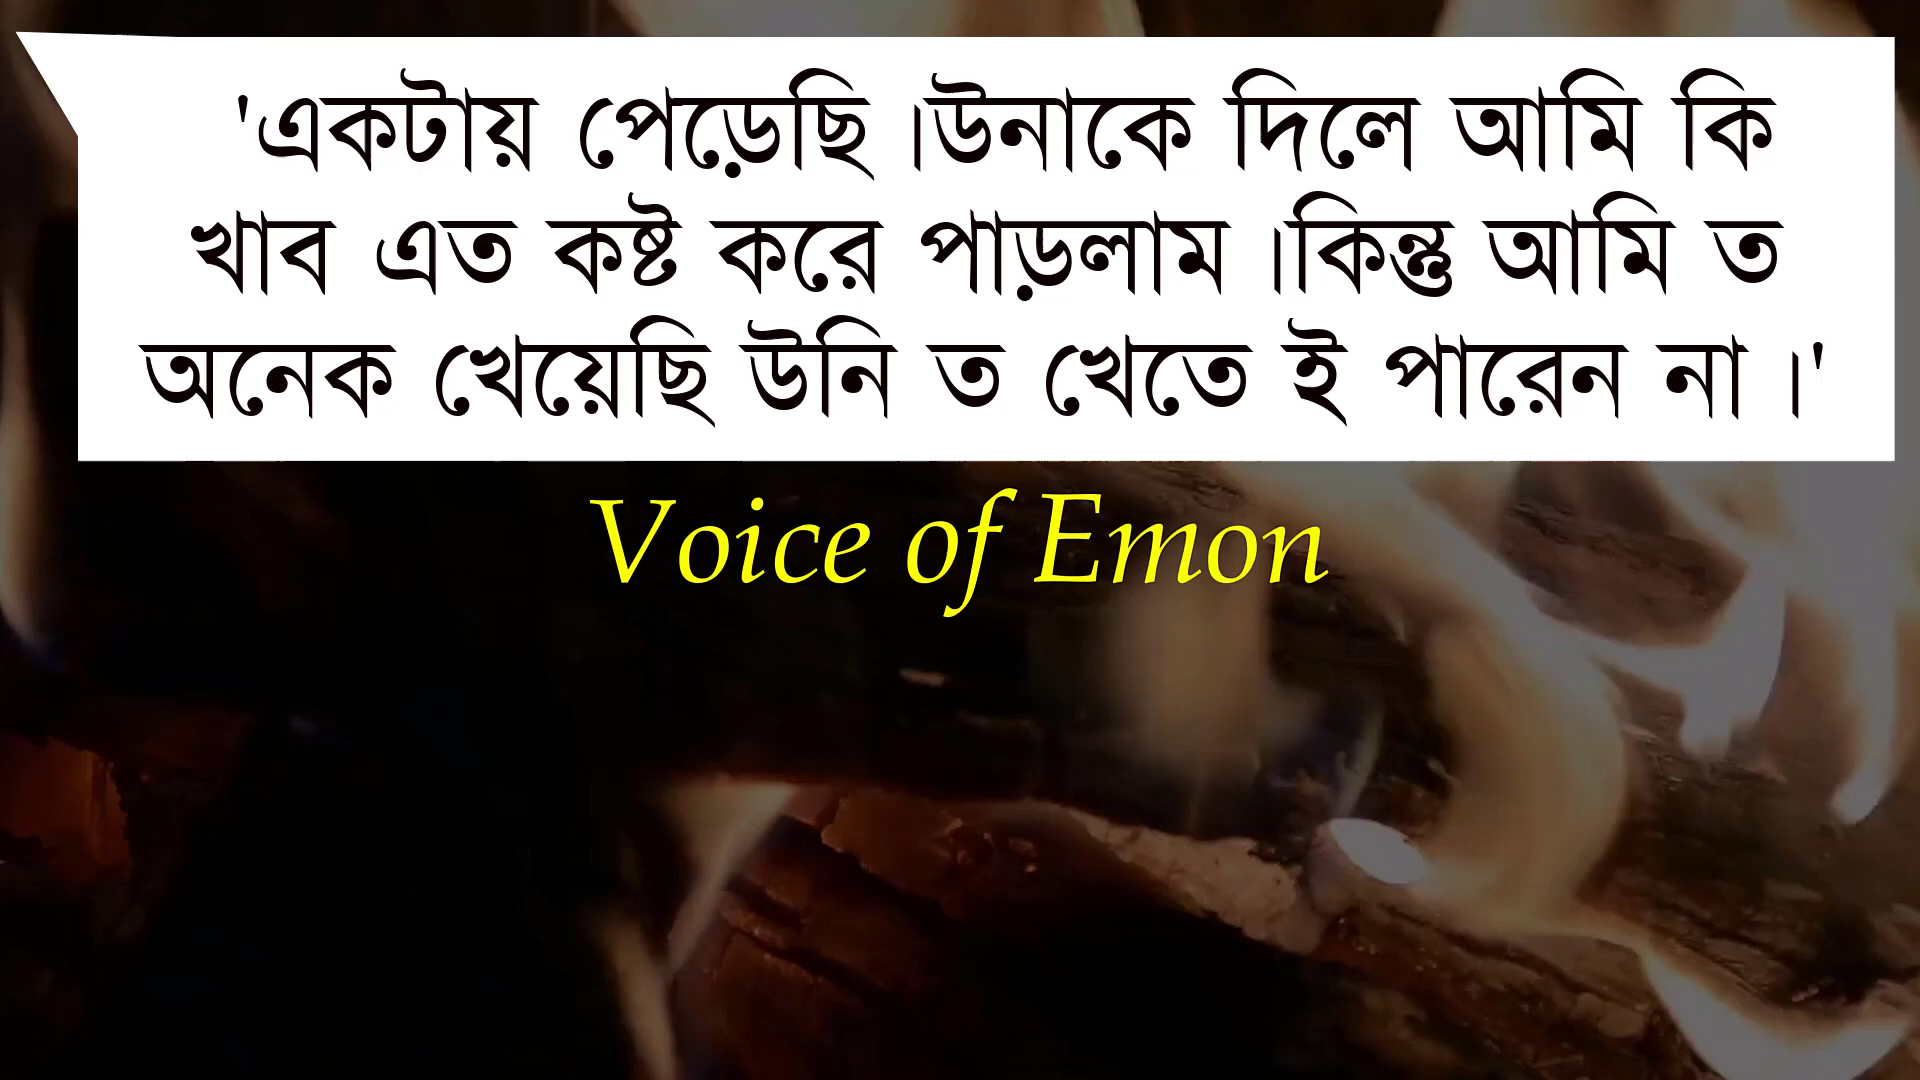 'একটায় পেড়েছি ।উনাকে দিলে আমি কি
খাব এত কষ্ট করে পাড়লাম ।কিন্তু আমি ত
অনেক খেয়েছি উনি ত খেতে ই পারেন না ।'
Voice of Emon